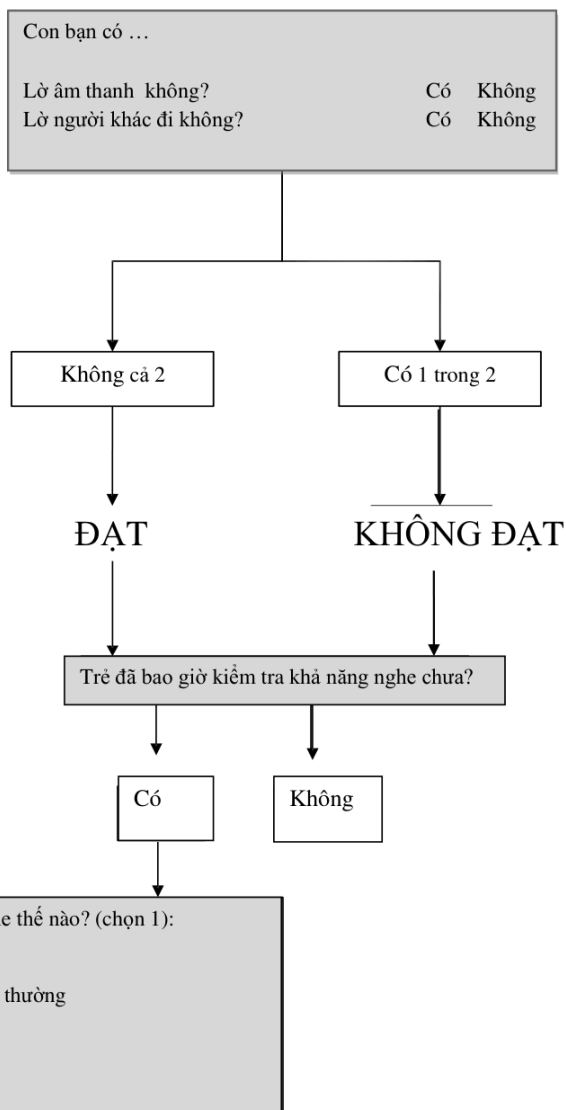 Con bạn có …
Lờ âm thanh không? Có Không
Lờ người khác đi không? Có Không
Không cả 2
Có 1 trong 2
ĐẠT
KHÔNG ĐẠT
Trẻ đã bao giờ kiểm tra khả năng nghe chưa?
Có
Không
thế nào? (chọn 1):
thường